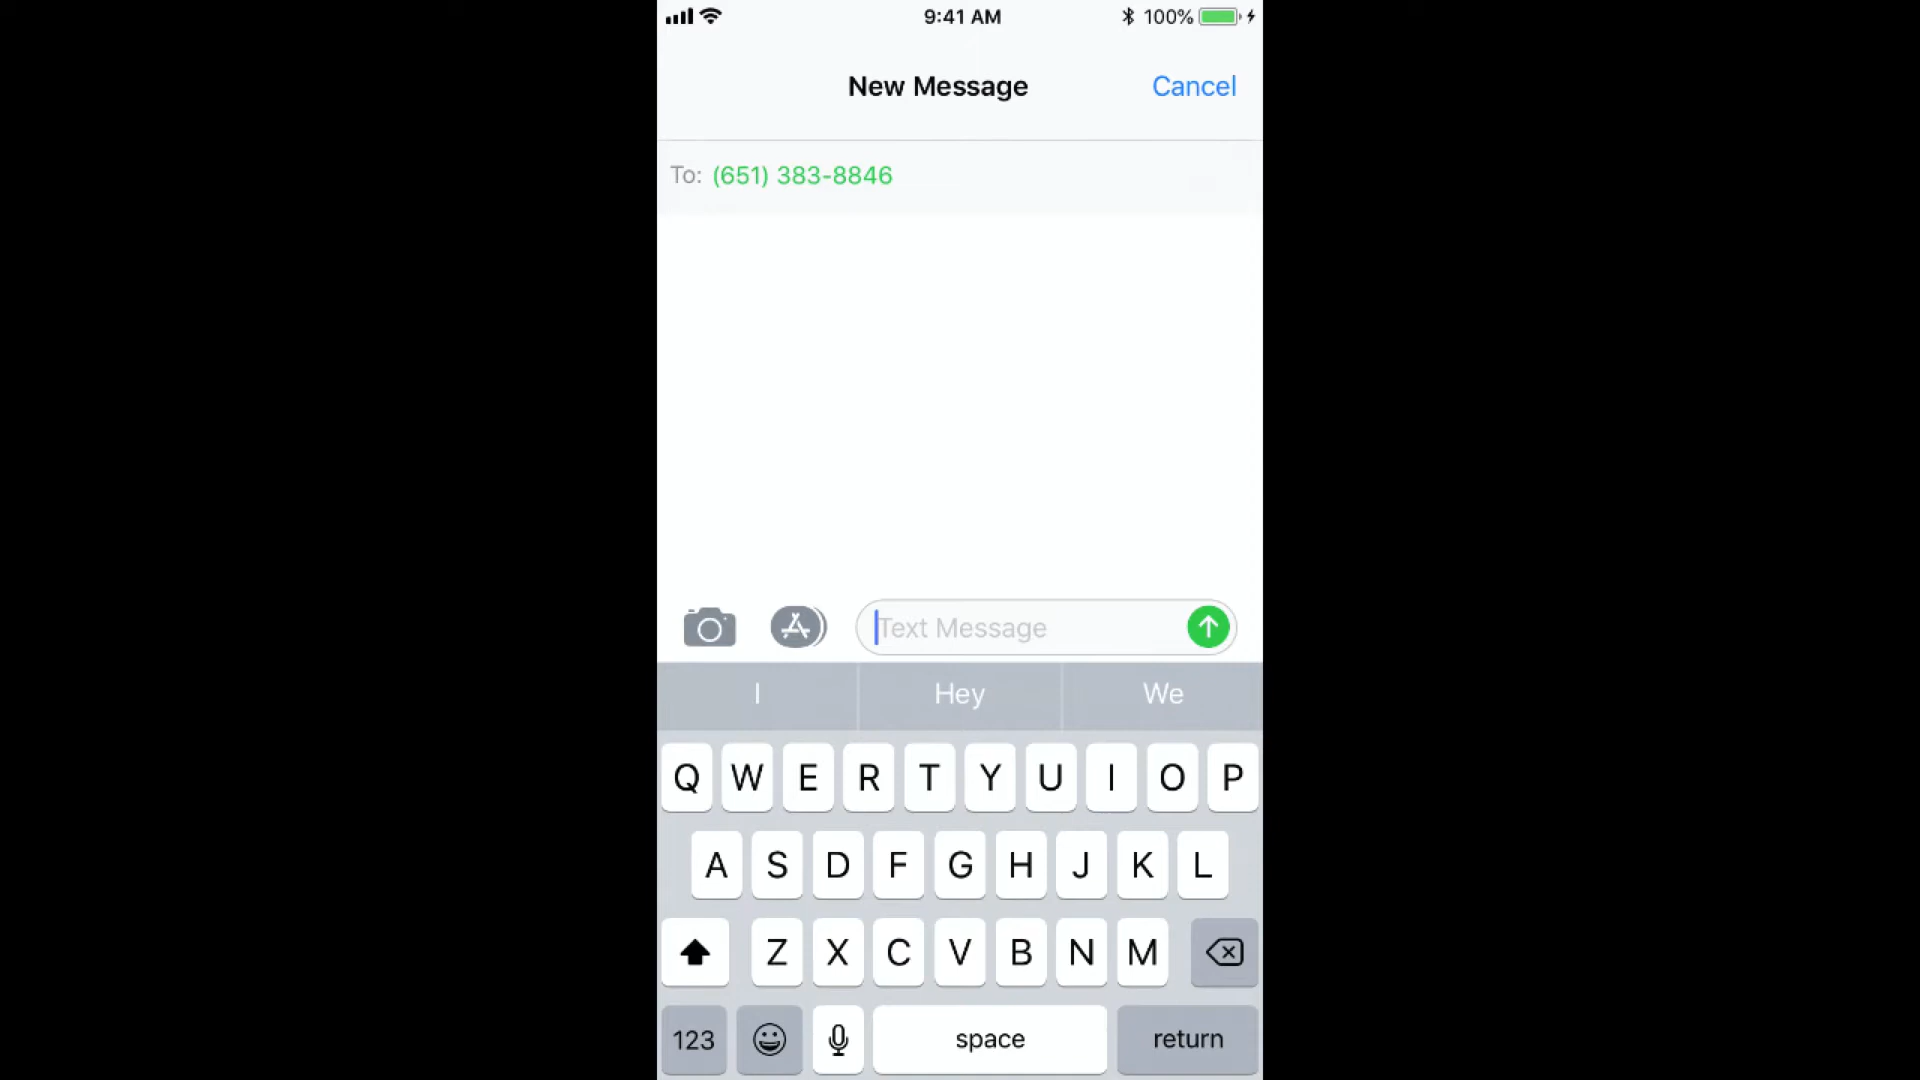 9:41 AM 100%
New Message Cancel
To: (651) 383-8846
Text Message
I Hey We
Q W E R T Y U I O P
A S D F G H J K L
Z X C V B N M
123 space return